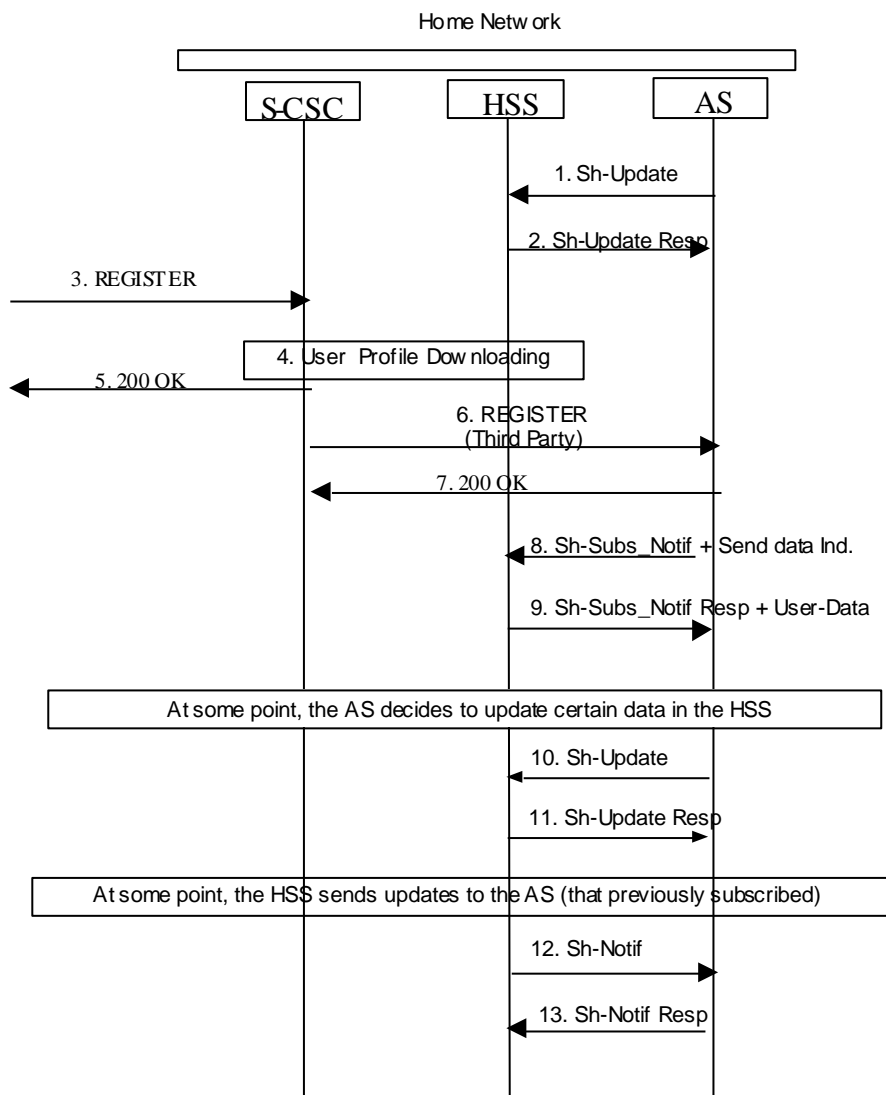 Home Network
S-CSC
HSS
AS
1. Sh-Update
2. Sh-Update Resp
3. REGISTER
4. User Profile Downloading
5. 200 OK
6. REGISTER
(Third Party)
7. 200 OK
8. Sh-Subs_Notif + Send data Ind.
9. Sh-Subs_Notif Resp + User-Data
At some point, the AS decides to update certain data in the HSS
10. Sh-Update
11. Sh-Update Resp
At some point, the HSS sends updates to the AS (that previously subscribed)
12. Sh-Notif
13. Sh-Notif Resp